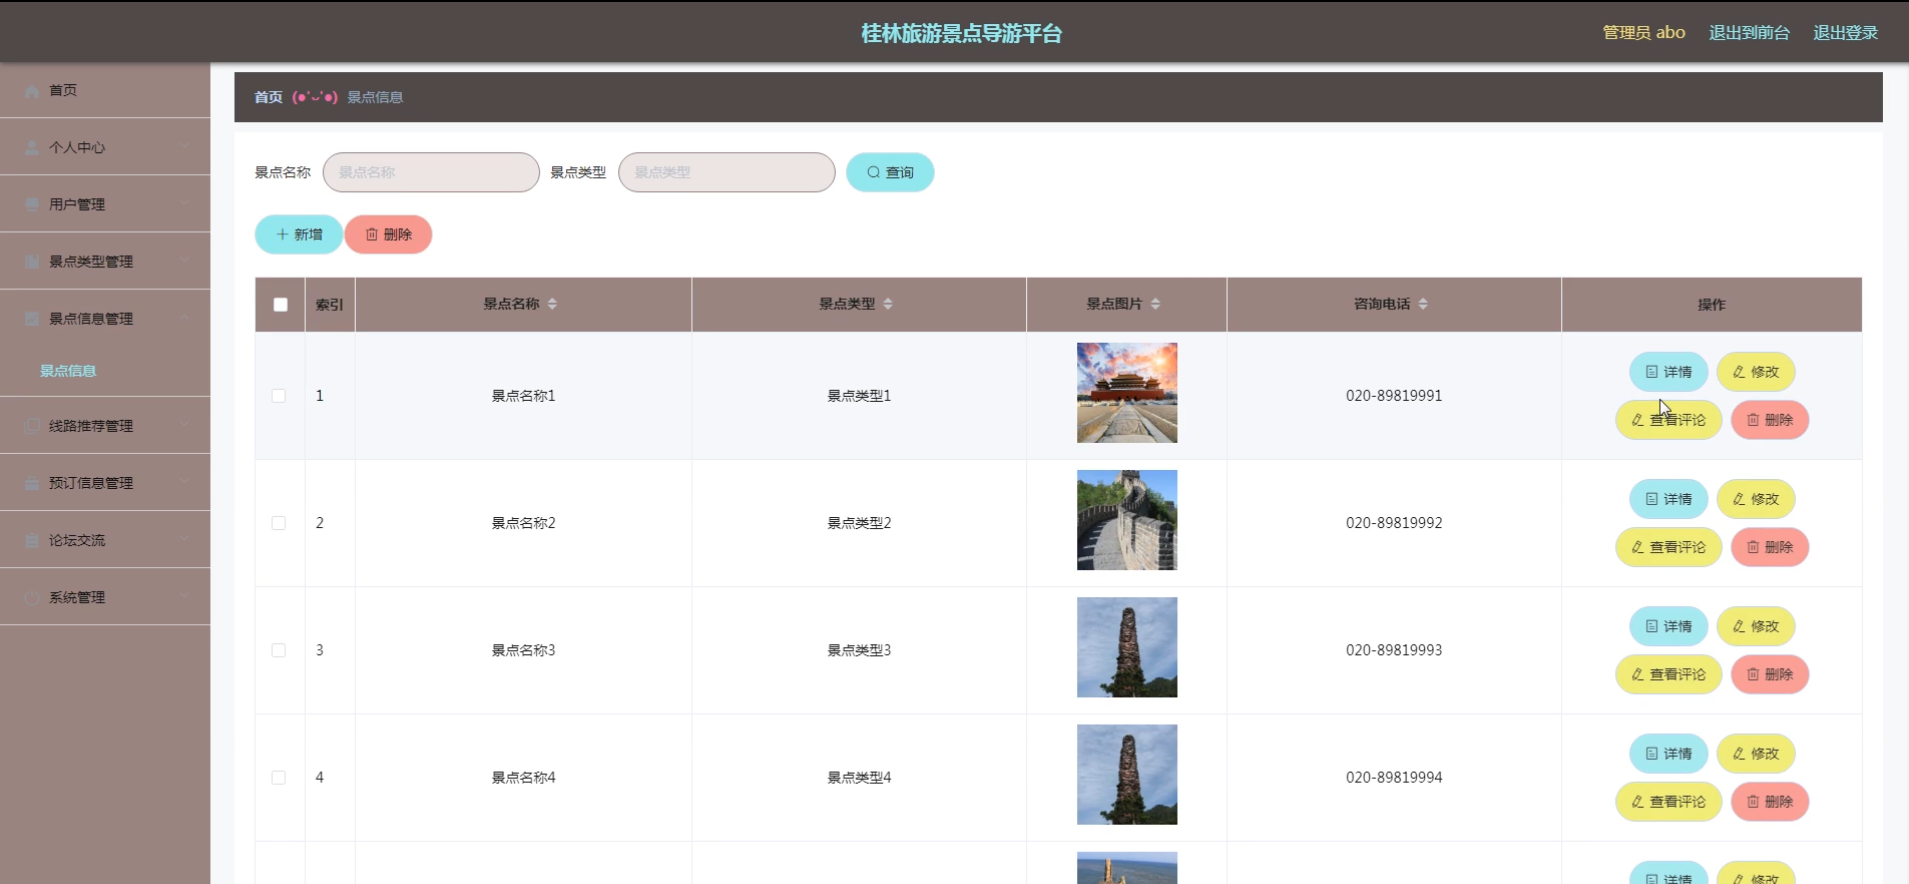 桂林旅游景点导游平台
管理员 abo 退出到前台 退出登录
首页
个人中心
用户管理
景点类型管理
景点信息管理
景点信息
线路推荐管理
预订信息管理
论坛交流
系统管理
首页 (●'◡'●) 景点信息
景点名称 景点名称 景点类型 景点类型 查询
新增 删除
索引 景点名称 景点类型 景点图片 咨询电话 操作
1 景点名称1 景点类型1 020-89819991 详情 修改
查看评论 删除
2 景点名称2 景点类型2 020-89819992 详情 修改
查看评论 删除
3 景点名称3 景点类型3 020-89819993 详情 修改
查看评论 删除
4 景点名称4 景点类型4 020-89819994 详情 修改
查看评论 删除
详情 修改